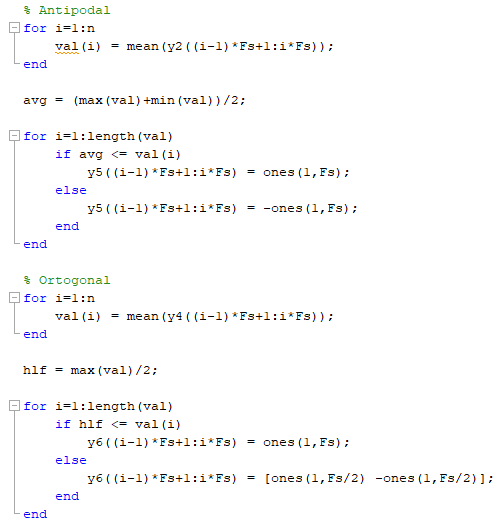 % Antipodal
for i=1:n
val(i) = mean(y2((i-1)*Fs+1:i*Fs));
end
avg = (max(val)+min(val))/2;
for i=1:length(val)
if avg <= val(i)
y5((i-1)*Fs+1:i*Fs) = ones(1,Fs);
else
y5((i-1)*Fs+1:i*Fs) = -ones(1,Fs);
end
end
% Ortogonal
for i=1:n
val(i) = mean(y4((i-1)*Fs+1:i*Fs));
end
hlf = max(val)/2;
for i=1:length(val)
if hlf <= val(i)
y6((i-1)*Fs+1:i*Fs) = ones(1,Fs);
else
y6((i-1)*Fs+1:i*Fs) = [ones(1,Fs/2) -ones(1,Fs/2)];
end
end